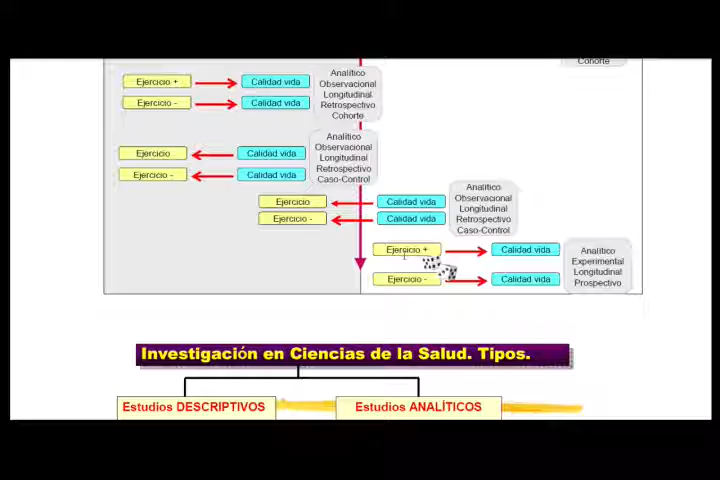 Cohorte
Ejercicio + Calidad vida
Ejercicio - Calidad vida
Analítico
Observacional
Longitudinal
Retrospectivo
Cohorte
Ejercicio Calidad vida
Ejercicio - Calidad vida
Analítico
Observacional
Longitudinal
Retrospectivo
Caso-Control
Ejercicio Calidad vida
Ejercicio - Calidad vida
Analítico
Observacional
Longitudinal
Retrospectivo
Caso-Control
Ejercicio + Calidad vida
Ejercicio - Calidad vida
Analítico
Experimental
Longitudinal
Prospectivo
Investigación en Ciencias de la Salud. Tipos.
Estudios DESCRIPTIVOS
Estudios ANALÍTICOS